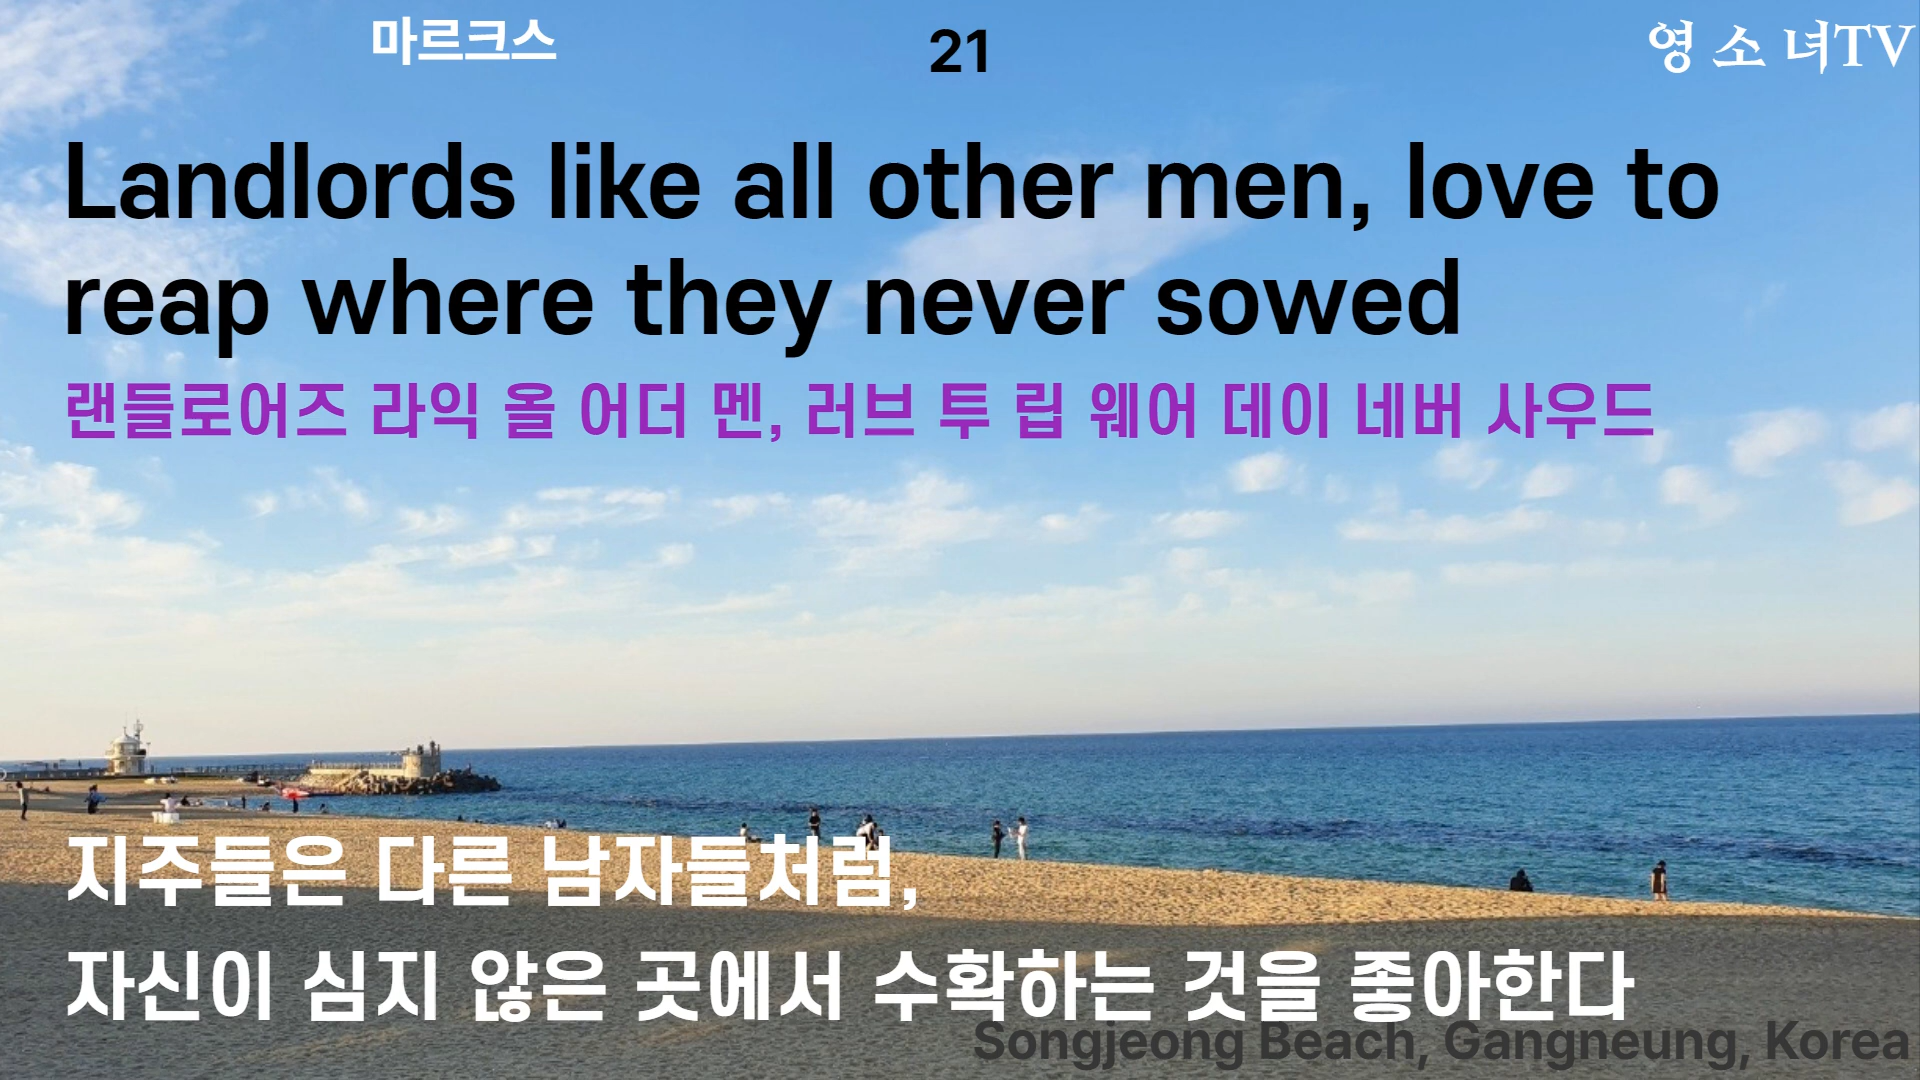 마르크스
21
영 소 녀TV
Landlords like all other men, love to
reap where they never sowed
랜들로어즈 라익 올 어더 멘, 러브 투 립 웨어 데이 네버 사우드
지주들은 다른 남자들처럼,
자신이 심지 않은 곳에서 수확하는 것을 좋아한다
Songjeong Beach, Gangneung, Korea